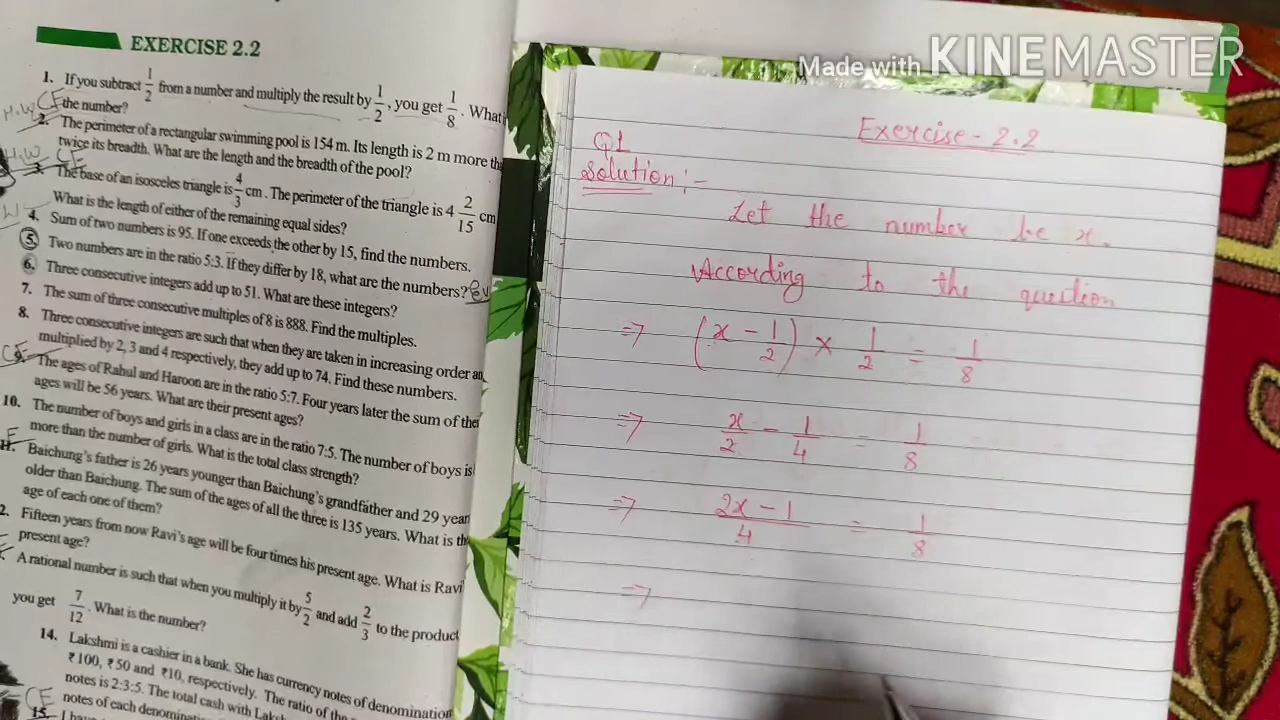 Made with KINEMASTER
EXERCISE 2.2
1. If you subtract 1/2 from a number and multiply the result by 1/2, you get 1/8. What
the number?
H.W CF
2. The perimeter of a rectangular swimming pool is 154 m. Its length is 2 m more th
twice its breadth. What are the length and the breadth of the pool?
H.W CF
The base of an isosceles triangle is 4/3 cm. The perimeter of the triangle is 4 2/15 cm
What is the length of either of the remaining equal sides?
4. Sum of two numbers is 95. If one exceeds the other by 15, find the numbers.
5. Two numbers are in the ratio 5:3. If they differ by 18, what are the numbers?
6. Three consecutive integers add up to 51. What are these integers?
7. The sum of three consecutive multiples of 8 is 888. Find the multiples.
8. Three consecutive integers are such that when they are taken in increasing order an
multiplied by 2, 3 and 4 respectively, they add up to 74. Find these numbers.
The ages of Rahul and Haroon are in the ratio 5:7. Four years later the sum of the
ages will be 56 years. What are their present ages?
10. The number of boys and girls in a class are in the ratio 7:5. The number of boys is
more than the number of girls. What is the total class strength?
11. Baichung's father is 26 years younger than Baichung's grandfather and 29 year
older than Baichung. The sum of the ages of all the three is 135 years. What is th
age of each one of them?
2. Fifteen years from now Ravi's age will be four times his present age. What is Ravi
present age?
A rational number is such that when you multiply it by 5/2 and add 2/3 to the product
you get 7/12. What is the number?
14. Lakshmi is a cashier in a bank. She has currency notes of denomination
₹100, ₹50 and ₹10, respectively. The ratio of the
notes is 2:3:5. The total cash with Laks
notes of each denominati
CF
15. I have
Exercise - 2.2
Q1
Solution :-
Let the number be x.
According to the question
⇒ (x - 1/2) × 1/2 = 1/8
⇒ x/2 - 1/4 = 1/8
⇒ 2x - 1/4 = 1/8
⇒